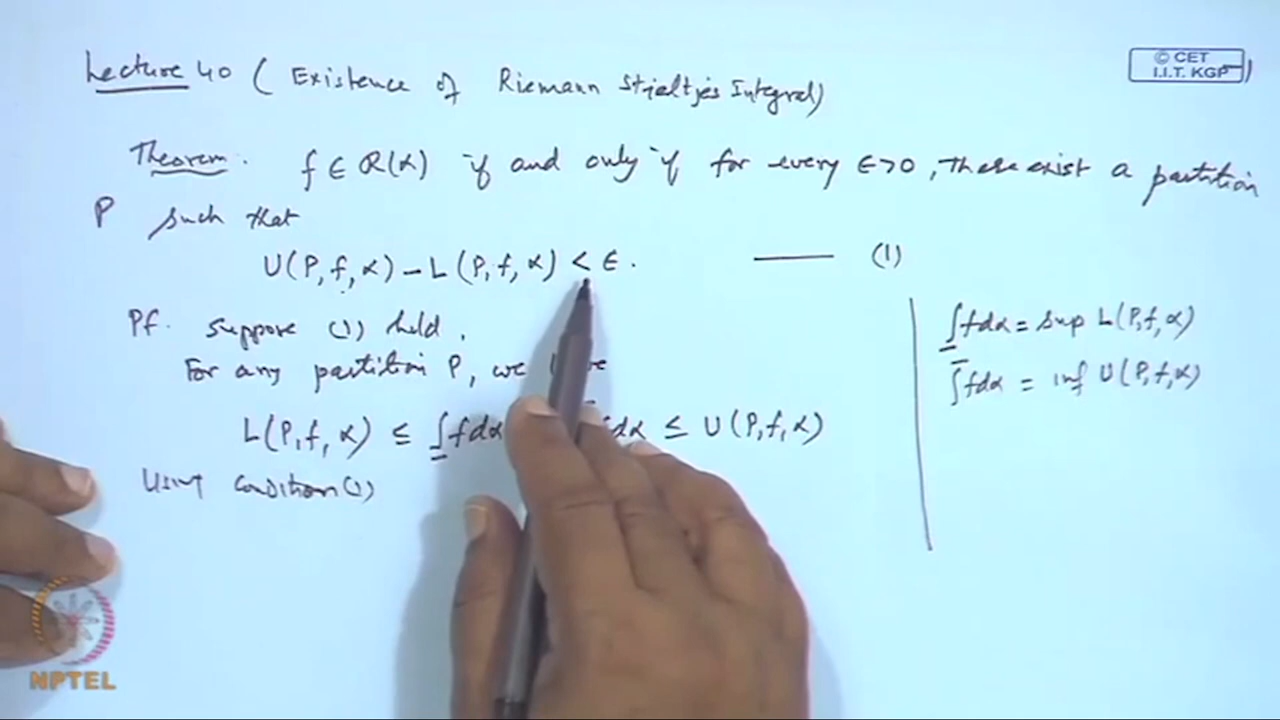 Lecture 40 ( Existence of Riemann Stieltjes Integral)
© CET
I.I.T. KGP
Theorem. f ∈ R(α) if and only if for every ε>0, There exist a partition
P such that
U(P, f, α) – L (P, f, α) < ε. —— (1)
Pf. Suppose (1) held.
For any partition P, we
L(P, f, α) ≤ ∫fdα fdα ≤ U(P, f, α)
Using Condition (1)
∫fdα = sup L(P, f, α)
∫fdα = inf U(P, f, α)
NPTEL